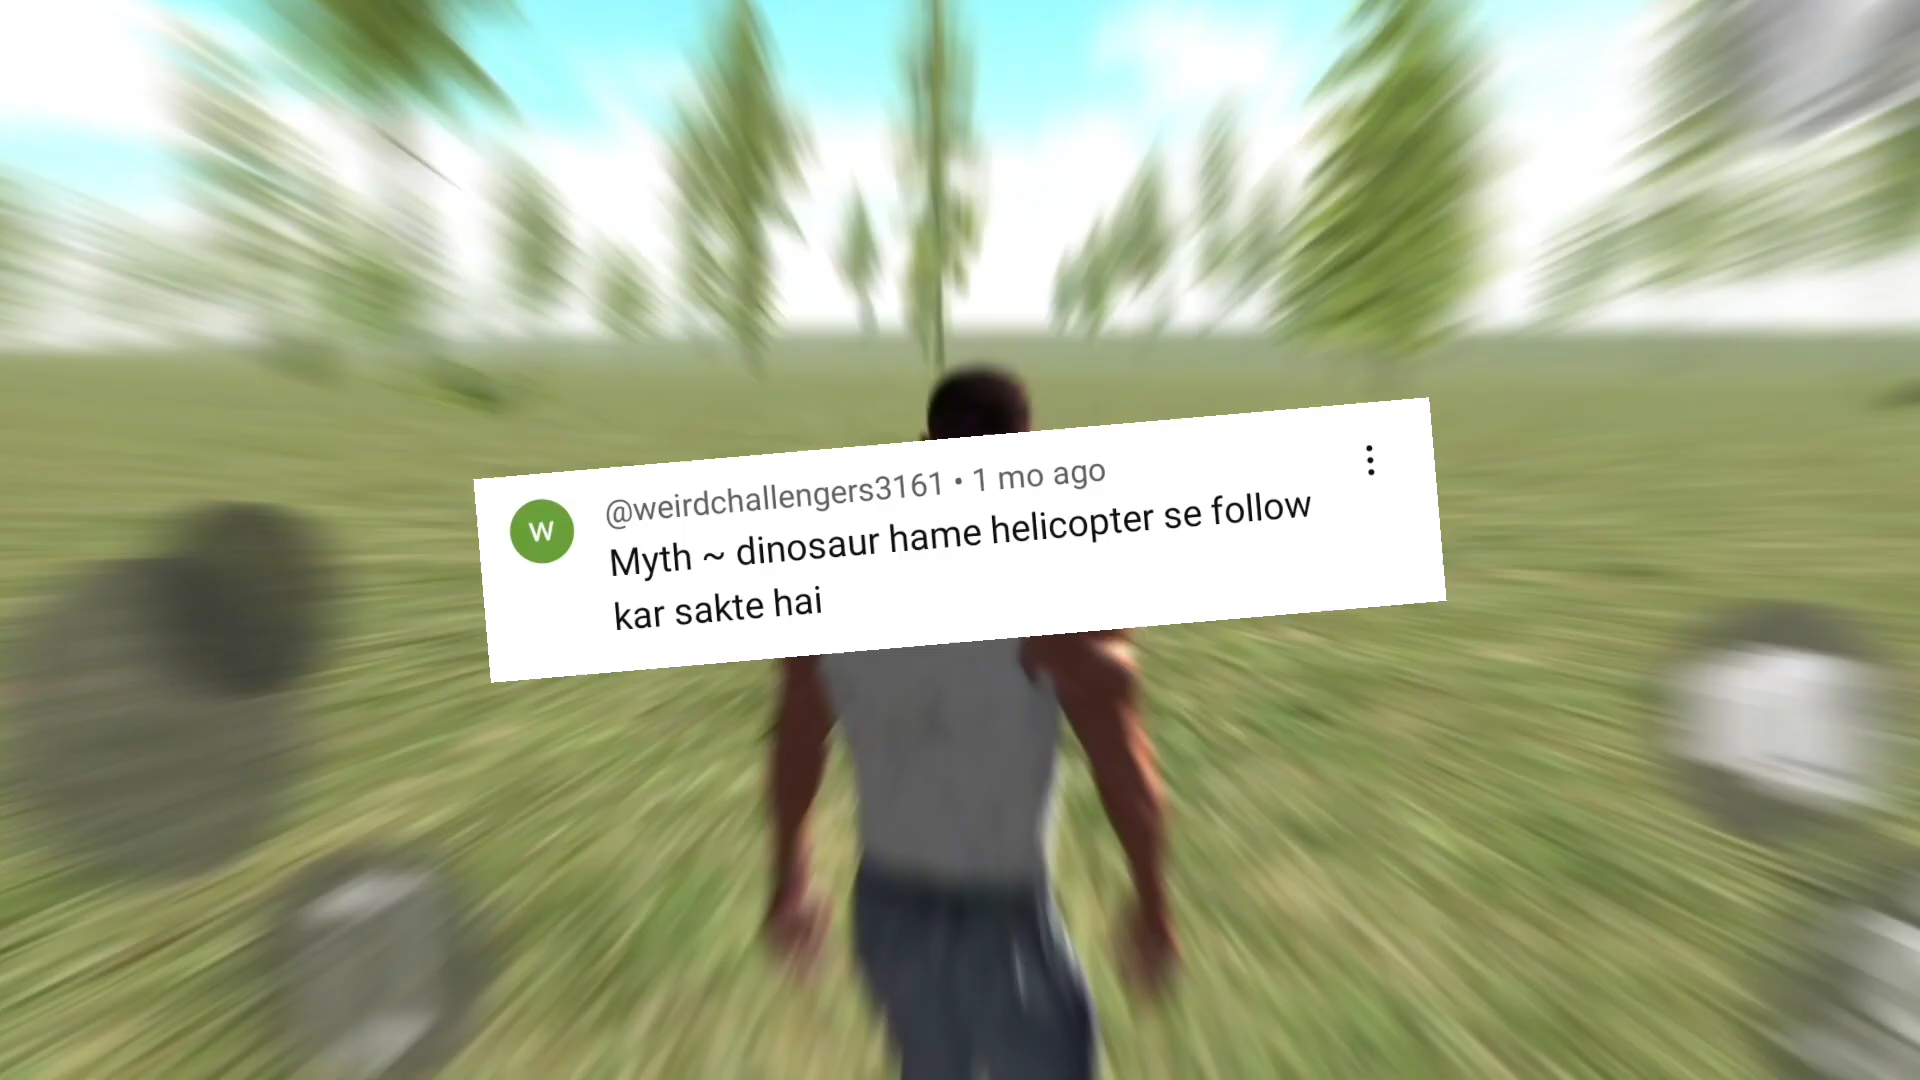 W
@weirdchallengers3161 • 1 mo ago
Myth ~ dinosaur hame helicopter se follow
kar sakte hai